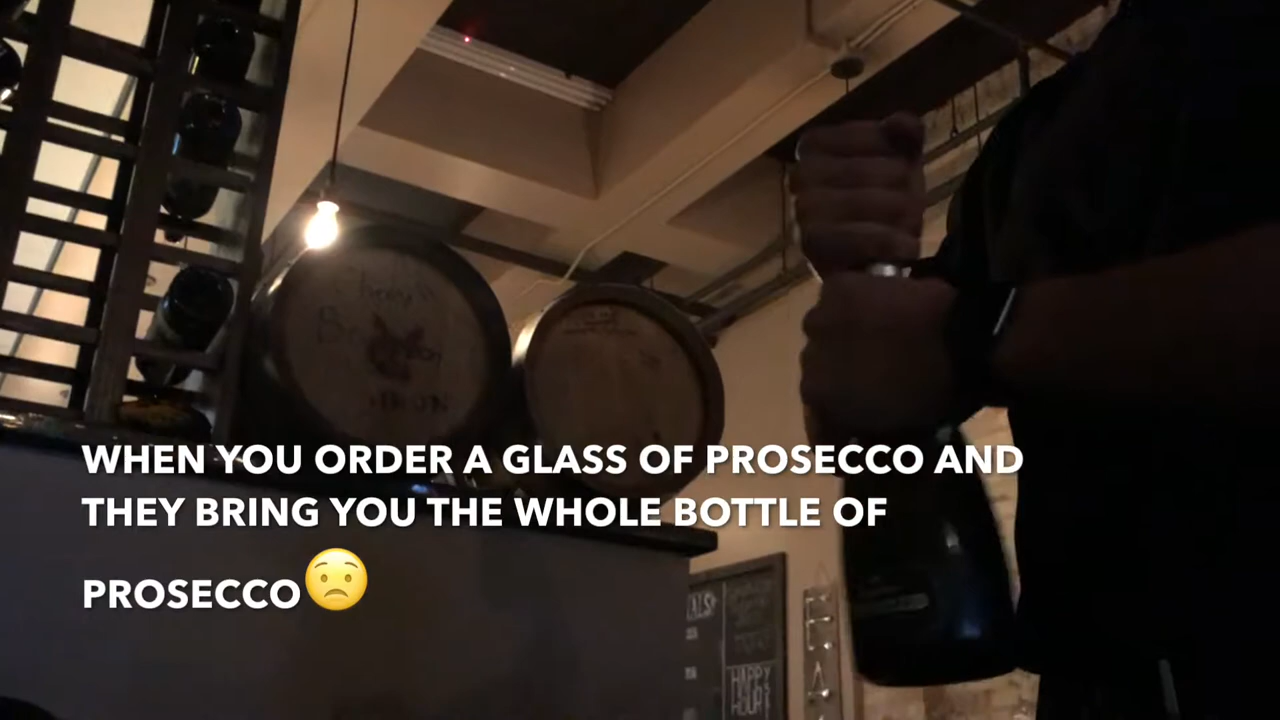 WHEN YOU ORDER A GLASS OF PROSECCO AND
THEY BRING YOU THE WHOLE BOTTLE OF
PROSECCO😟
HAPPY
HOUR